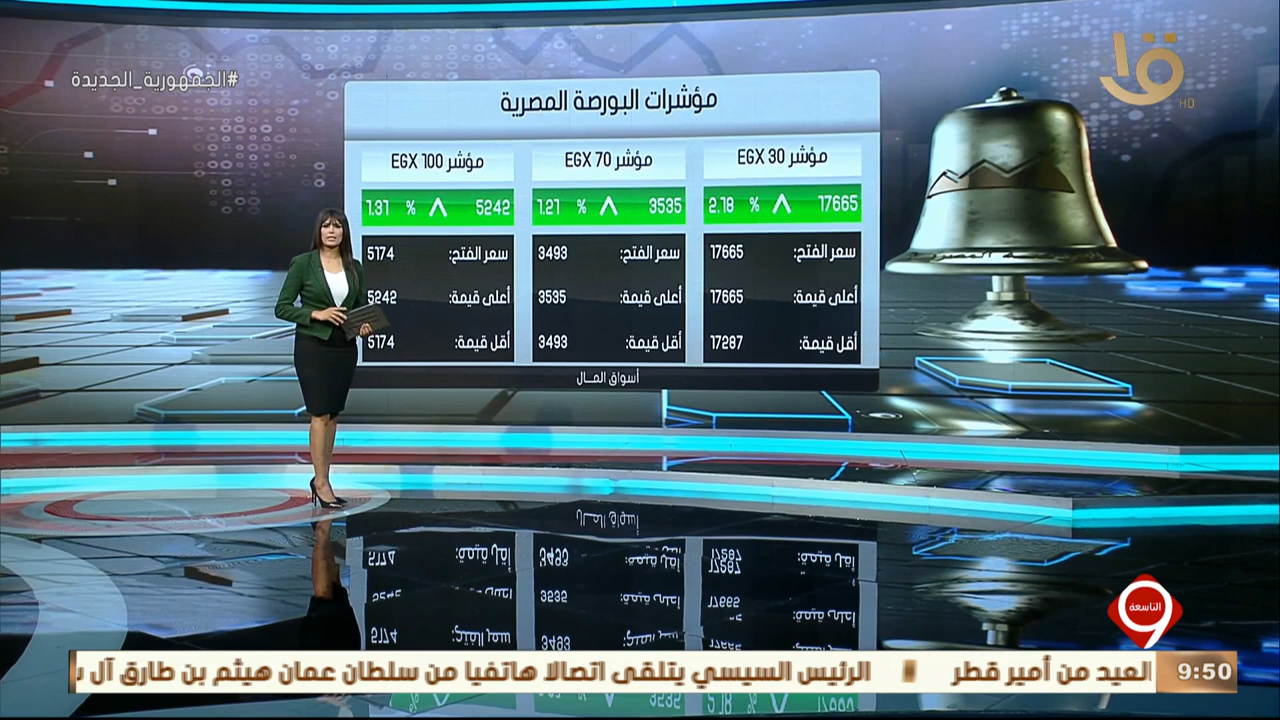 #الجمهورية_الجديدة
HD
مؤشرات البورصة المصرية
مؤشر EGX 30
17665 % 2.18
سعر الفتح: 17665
أعلى قيمة: 17665
أقل قيمة: 17287
مؤشر EGX 70
3535 % 1.21
سعر الفتح: 3493
أعلى قيمة: 3535
أقل قيمة: 3493
مؤشر EGX 100
5242 % 1.31
سعر الفتح: 5174
أعلى قيمة: 5242
أقل قيمة: 5174
أسواق المـال
التاسعة
9
9:50
العيد من أمير قطر
الرئيس السيسي يتلقى اتصالا هاتفيا من سلطان عمان هيثم بن طارق آل